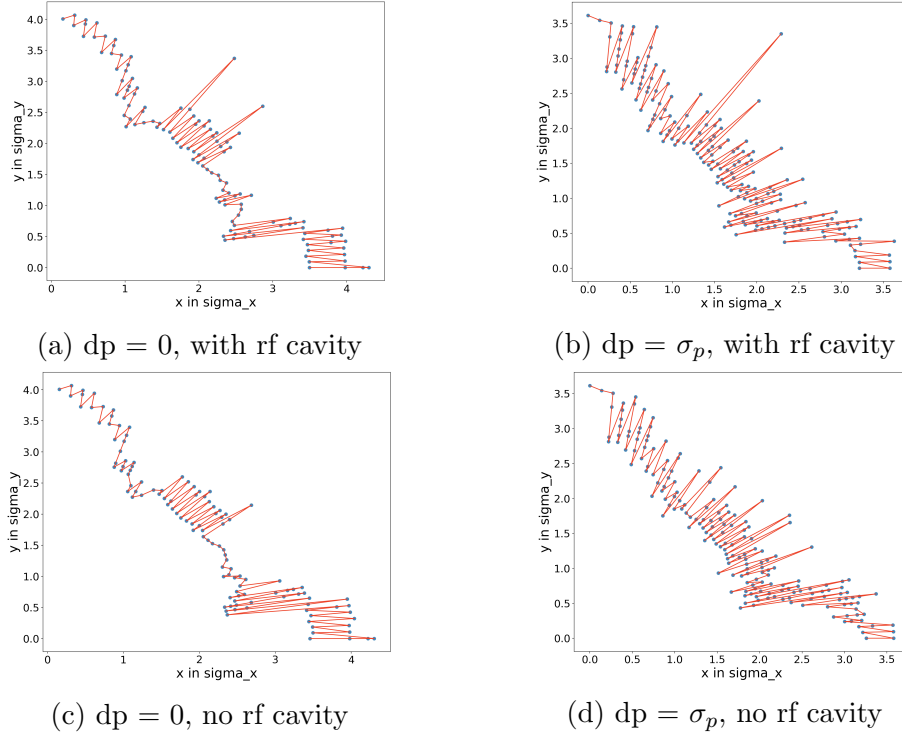 4.0
3.5
3.0
2.5
2.0
1.5
1.0
0.5
0.0
y in sigma_y
0 1 2 3 4
x in sigma_x
(a) dp = 0, with rf cavity
3.5
3.0
2.5
2.0
1.5
1.0
0.5
0.0
y in sigma_y
0.0 0.5 1.0 1.5 2.0 2.5 3.0 3.5
x in sigma_x
(b) dp = σ_p, with rf cavity
4.0
3.5
3.0
2.5
2.0
1.5
1.0
0.5
0.0
y in sigma_y
0 1 2 3 4
x in sigma_x
(c) dp = 0, no rf cavity
3.5
3.0
2.5
2.0
1.5
1.0
0.5
0.0
y in sigma_y
0.0 0.5 1.0 1.5 2.0 2.5 3.0 3.5
x in sigma_x
(d) dp = σ_p, no rf cavity